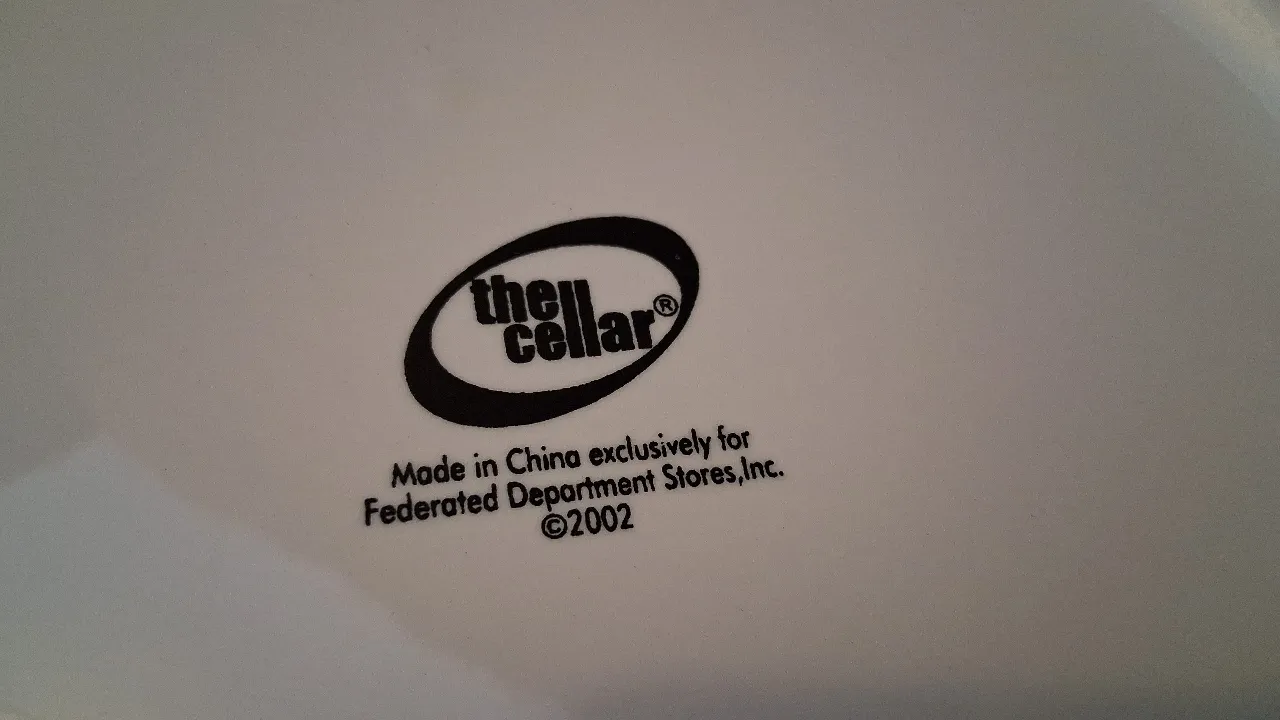 the
cellar®
Made in China exclusively for
Federated Department Stores,Inc.
©2002